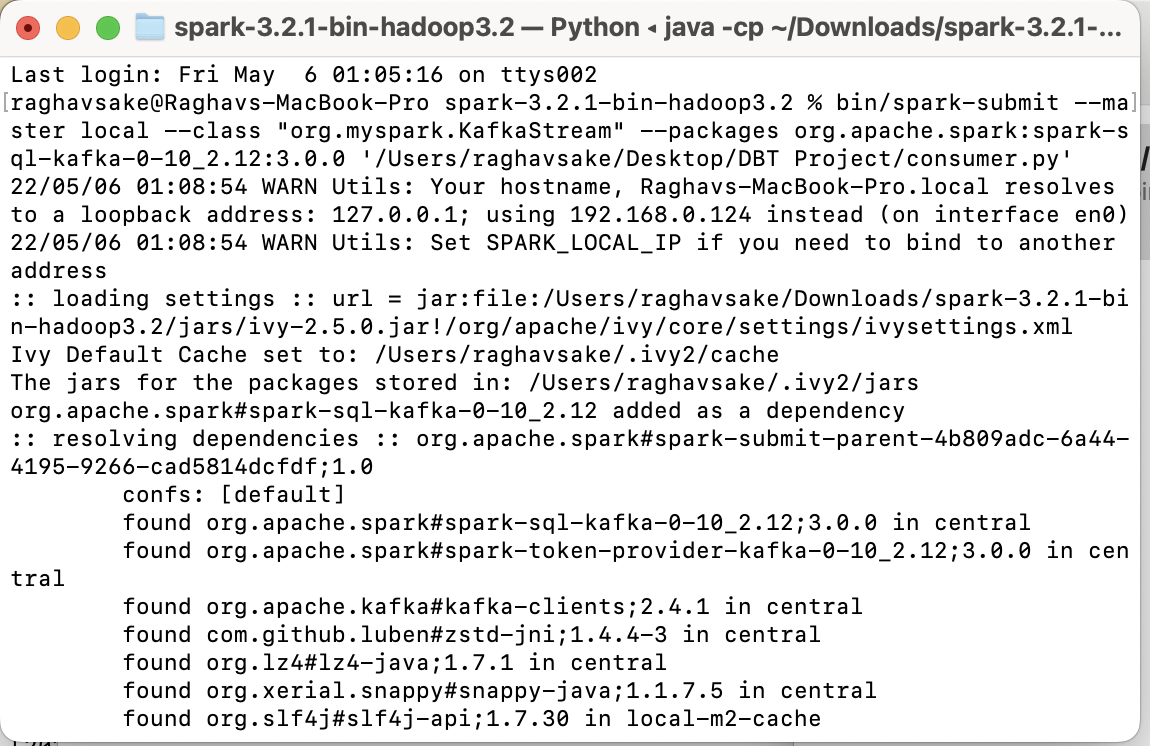 spark-3.2.1-bin-hadoop3.2 — Python ◂ java -cp ~/Downloads/spark-3.2.1-...
Last login: Fri May  6 01:05:16 on ttys002
[raghavsake@Raghavs-MacBook-Pro spark-3.2.1-bin-hadoop3.2 % bin/spark-submit --ma]
ster local --class "org.myspark.KafkaStream" --packages org.apache.spark:spark-s
ql-kafka-0-10_2.12:3.0.0 '/Users/raghavsake/Desktop/DBT Project/consumer.py'
22/05/06 01:08:54 WARN Utils: Your hostname, Raghavs-MacBook-Pro.local resolves
to a loopback address: 127.0.0.1; using 192.168.0.124 instead (on interface en0)
22/05/06 01:08:54 WARN Utils: Set SPARK_LOCAL_IP if you need to bind to another
address
:: loading settings :: url = jar:file:/Users/raghavsake/Downloads/spark-3.2.1-bi
n-hadoop3.2/jars/ivy-2.5.0.jar!/org/apache/ivy/core/settings/ivysettings.xml
Ivy Default Cache set to: /Users/raghavsake/.ivy2/cache
The jars for the packages stored in: /Users/raghavsake/.ivy2/jars
org.apache.spark#spark-sql-kafka-0-10_2.12 added as a dependency
:: resolving dependencies :: org.apache.spark#spark-submit-parent-4b809adc-6a44-
4195-9266-cad5814dcfdf;1.0
        confs: [default]
        found org.apache.spark#spark-sql-kafka-0-10_2.12;3.0.0 in central
        found org.apache.spark#spark-token-provider-kafka-0-10_2.12;3.0.0 in cen
tral
        found org.apache.kafka#kafka-clients;2.4.1 in central
        found com.github.luben#zstd-jni;1.4.4-3 in central
        found org.lz4#lz4-java;1.7.1 in central
        found org.xerial.snappy#snappy-java;1.1.7.5 in central
        found org.slf4j#slf4j-api;1.7.30 in local-m2-cache